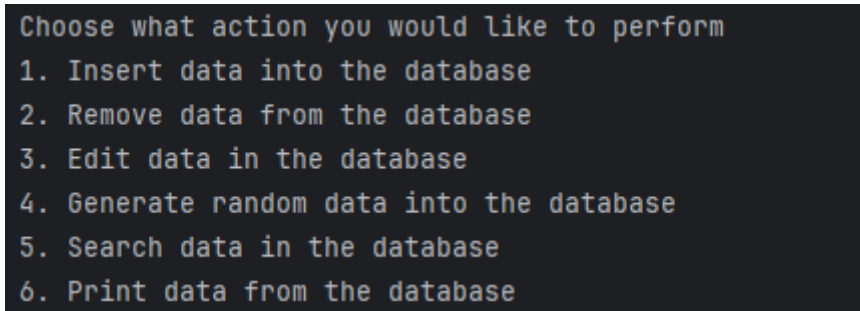 Choose what action you would like to perform
1. Insert data into the database
2. Remove data from the database
3. Edit data in the database
4. Generate random data into the database
5. Search data in the database
6. Print data from the database